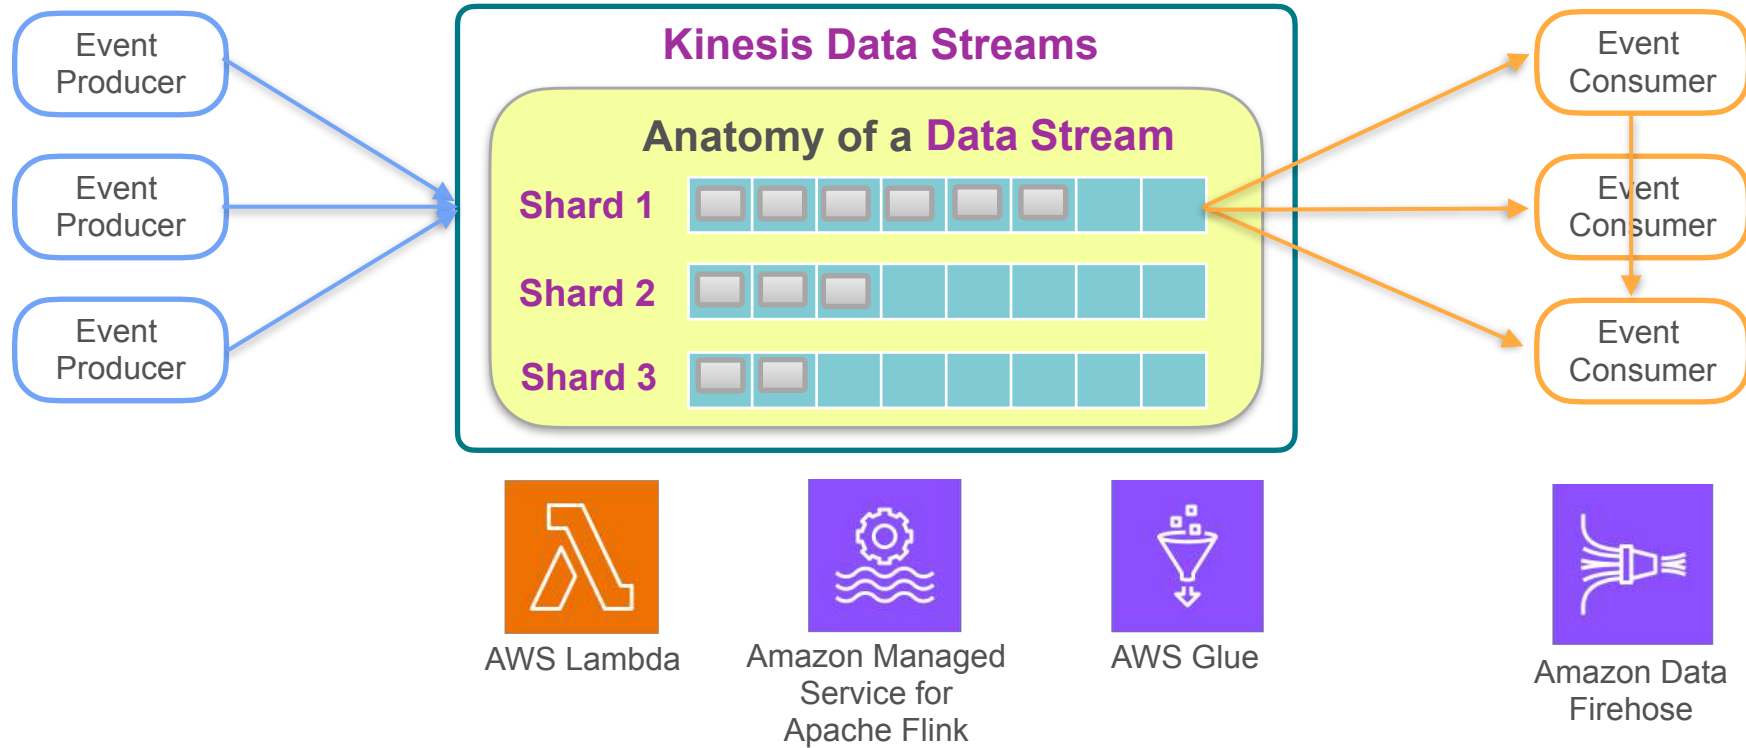 Event
Producer
Event
Producer
Event
Producer
Kinesis Data Streams
Anatomy of a Data Stream
Shard 1
Shard 2
Shard 3
Event
Consumer
Event
Consumer
Event
Consumer
AWS Lambda
Amazon Managed
Service for
Apache Flink
AWS Glue
Amazon Data
Firehose